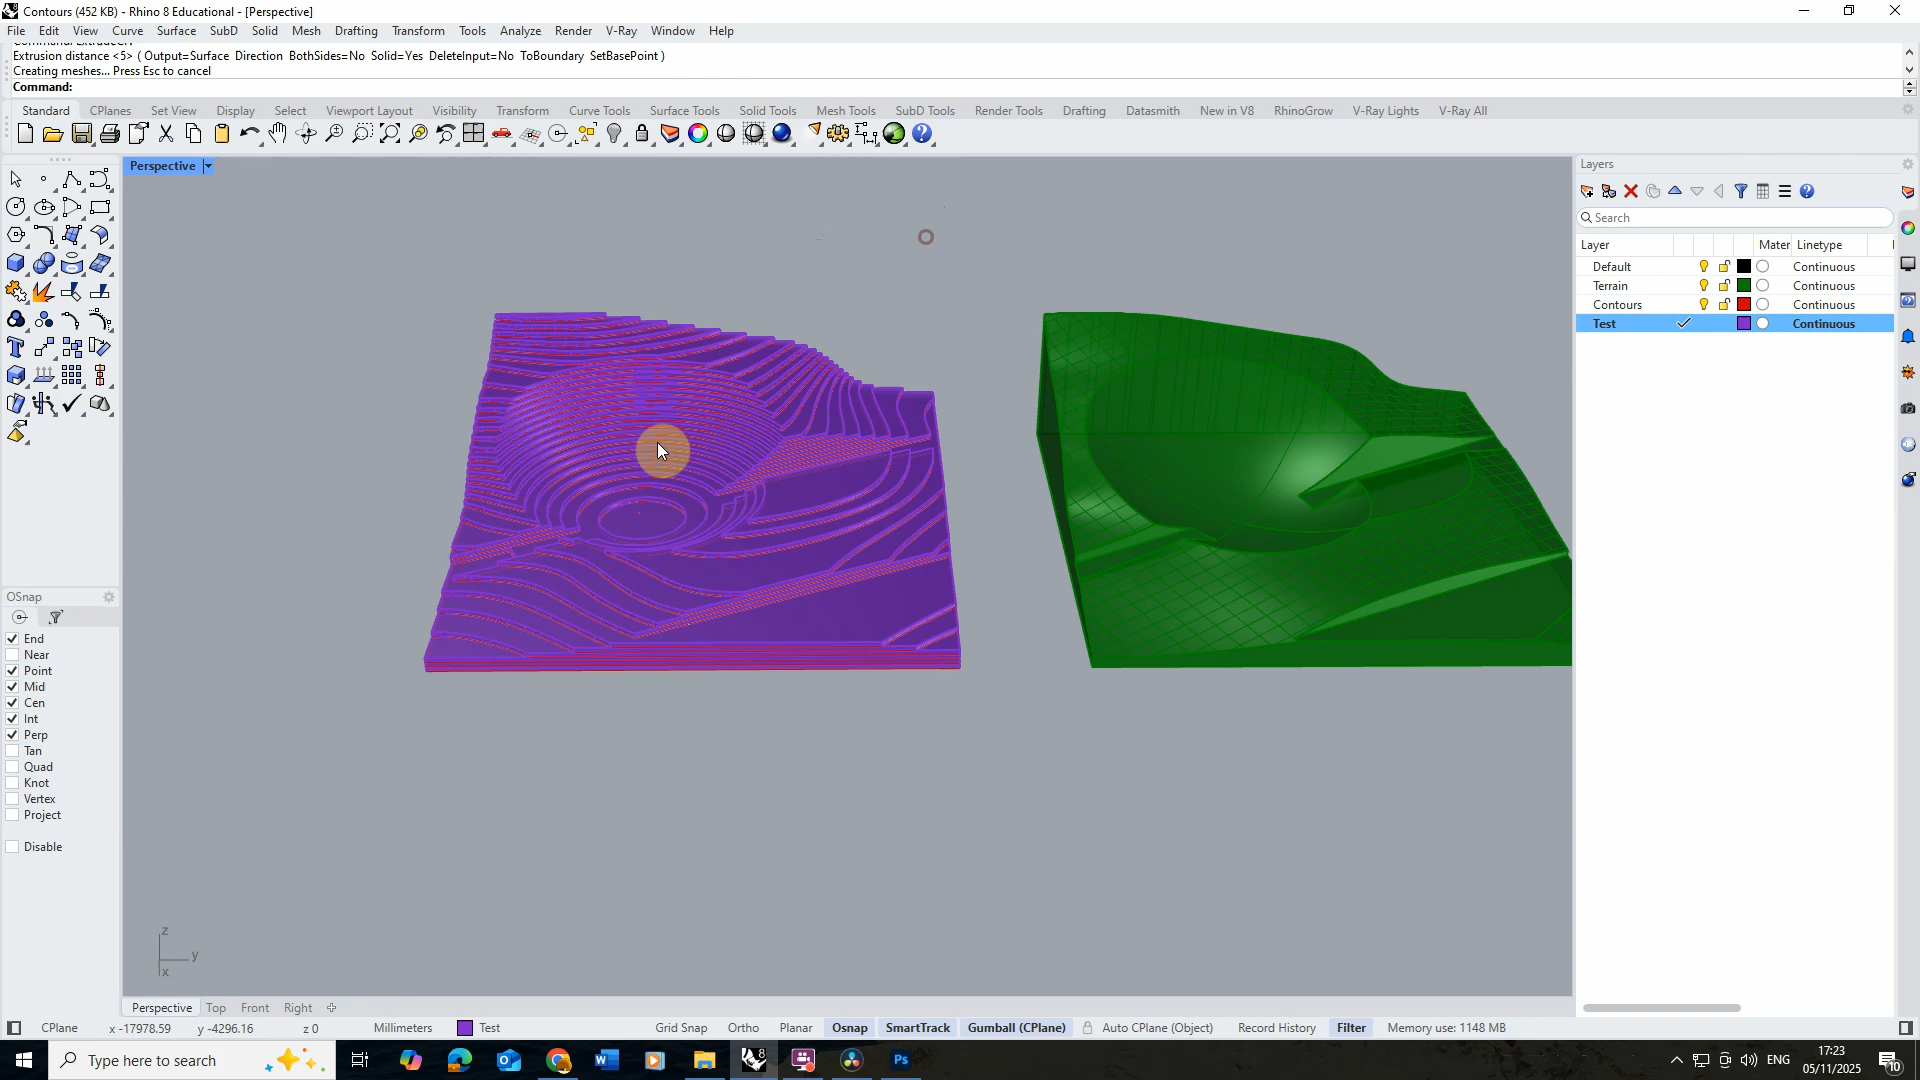 Contours (452 KB) - Rhino 8 Educational - [Perspective]
File Edit View Curve Surface SubD Solid Mesh Drafting Transform Tools Analyze Render V-Ray Window Help
Extrusion distance <5> ( Output=Surface Direction BothSides=No Solid=Yes DeleteInput=No ToBoundary SetBasePoint )
Creating meshes... Press Esc to cancel
Command:
Standard CPlanes Set View Display Select Viewport Layout Visibility Transform Curve Tools Surface Tools Solid Tools Mesh Tools SubD Tools Render Tools Drafting Datasmith New in V8 RhinoGrow V-Ray Lights V-Ray All
Perspective
Layers
Search
Layer Mater Linetype
Default Continuous
Terrain Continuous
Contours Continuous
Test Continuous
OSnap
End
Near
Point
Mid
Cen
Int
Perp
Tan
Quad
Knot
Vertex
Project
Disable
z
y
x
Perspective Top Front Right
CPlane x -17978.59 y -4296.16 z 0 Millimeters Test Grid Snap Ortho Planar Osnap SmartTrack Gumball (CPlane) Auto CPlane (Object) Record History Filter Memory use: 1148 MB
Type here to search
ENG
17:23
05/11/2025
10